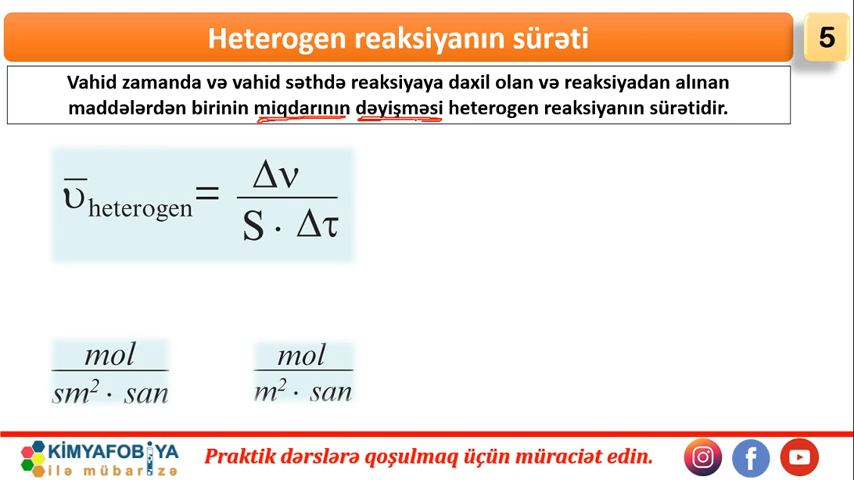 Heterogen reaksiyanın sürəti
5
Vahid zamanda və vahid səthdə reaksiyaya daxil olan və reaksiyadan alınan
maddələrdən birinin miqdarının dəyişməsi heterogen reaksiyanın sürətidir.
ῡ heterogen = Δν / S · Δτ
mol / sm² · san
mol / m² · san
KİMYAFOBİYA
ilə mübarizə
Praktik dərslərə qoşulmaq üçün müraciət edin.